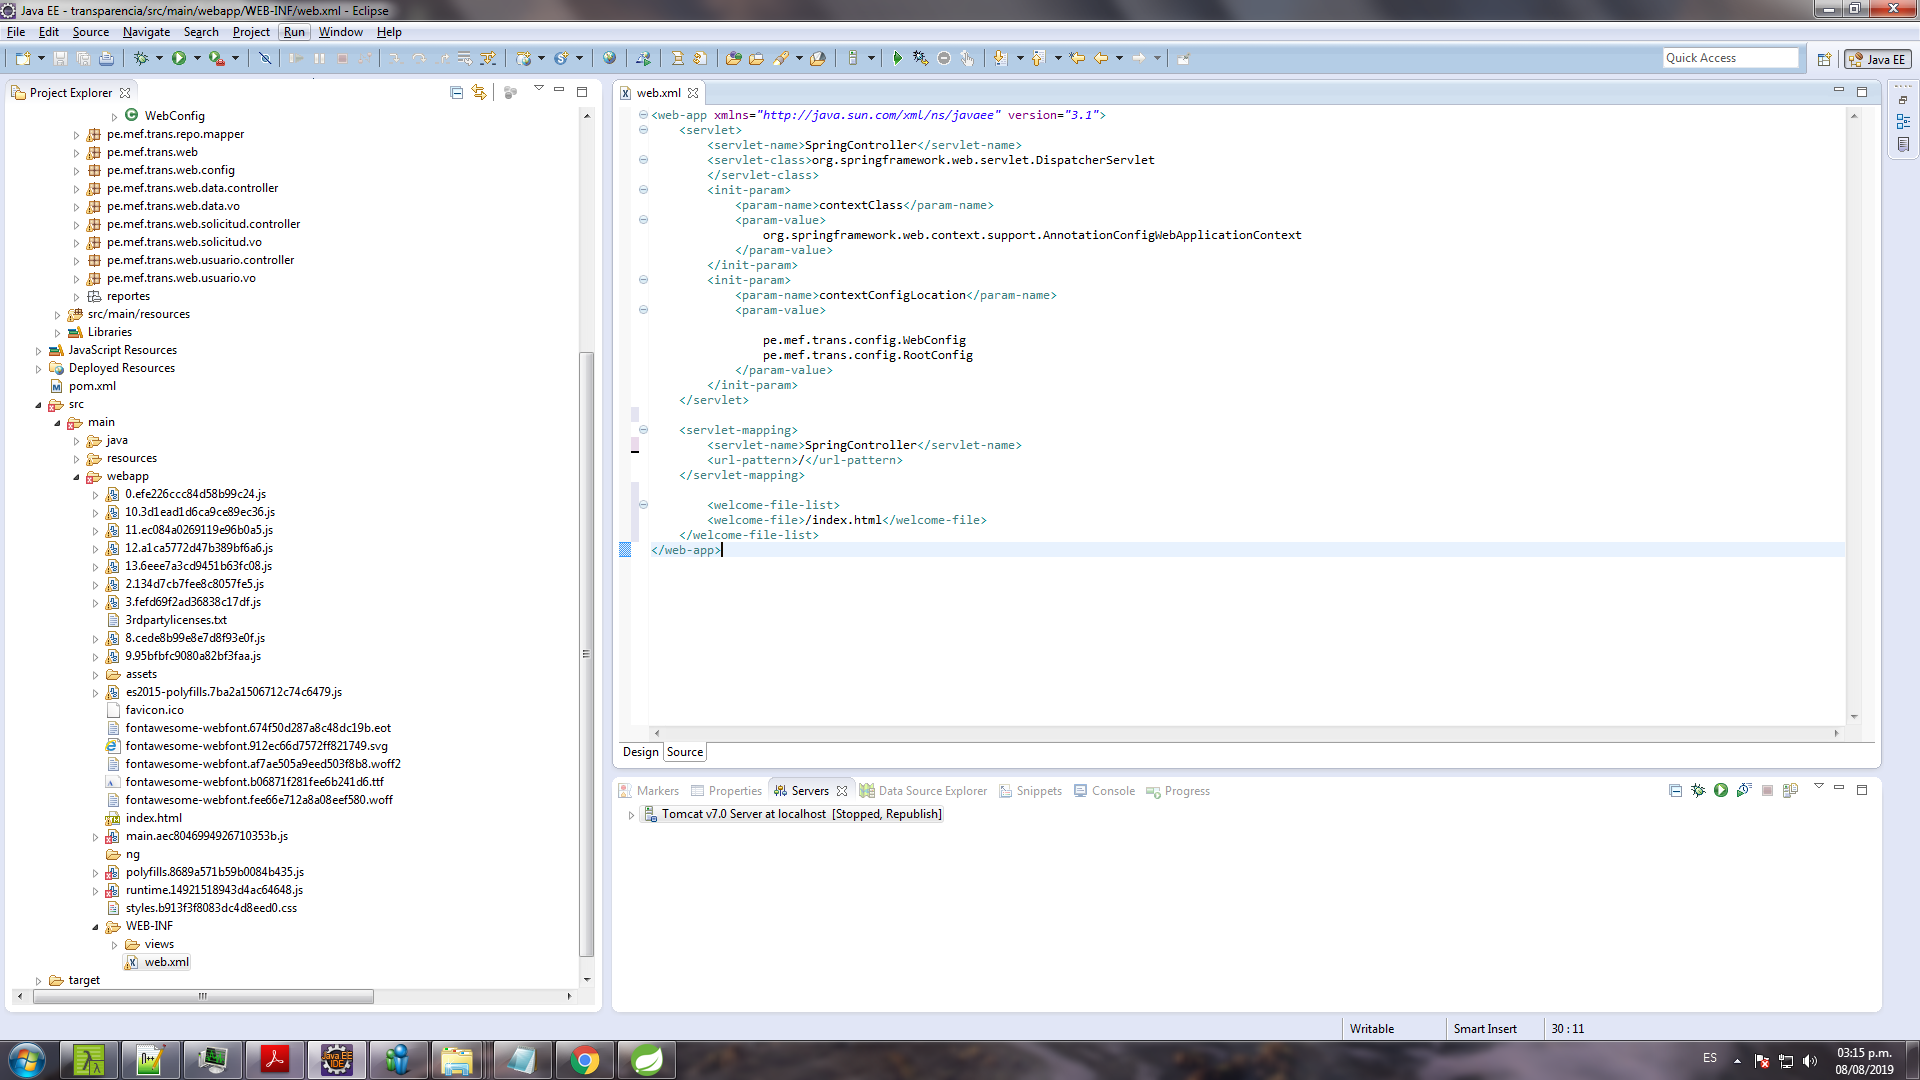 Java EE - transparencia/src/main/webapp/WEB-INF/web.xml - Eclipse
File Edit Source Navigate Search Project Run Window Help
Quick Access
Java EE
Project Explorer
WebConfig
pe.mef.trans.repo.mapper
pe.mef.trans.web
pe.mef.trans.web.config
pe.mef.trans.web.data.controller
pe.mef.trans.web.data.vo
pe.mef.trans.web.solicitud.controller
pe.mef.trans.web.solicitud.vo
pe.mef.trans.web.usuario.controller
pe.mef.trans.web.usuario.vo
reportes
src/main/resources
Libraries
JavaScript Resources
Deployed Resources
pom.xml
src
main
java
resources
webapp
0.efe226ccc84d58b99c24.js
10.3d1ead1d6ca9ce89ec36.js
11.ec084a0269119e96b0a5.js
12.a1ca5772d47b389bf6a6.js
13.6eee7a3cd9451b63fc08.js
2.134d7cb7fee8c8057fe5.js
3.fefd69f2ad36838c17df.js
3rdpartylicenses.txt
8.cede8b99e8e7d8f93e0f.js
9.95bfbfc9080a82bf3faa.js
assets
es2015-polyfills.7ba2a1506712c74c6479.js
favicon.ico
fontawesome-webfont.674f50d287a8c48dc19b.eot
fontawesome-webfont.912ec66d7572ff821749.svg
fontawesome-webfont.af7ae505a9eed503f8b8.woff2
fontawesome-webfont.b06871f281fee6b241d6.ttf
fontawesome-webfont.fee66e712a8a08eef580.woff
index.html
main.aec8046994926710353b.js
ng
polyfills.8689a571b59b0084b435.js
runtime.14921518943d4ac64648.js
styles.b913f3f8083dc4d8eed0.css
WEB-INF
views
web.xml
target
web.xml
<web-app xmlns="http://java.sun.com/xml/ns/javaee" version="3.1">
<servlet>
<servlet-name>SpringController</servlet-name>
<servlet-class>org.springframework.web.servlet.DispatcherServlet
</servlet-class>
<init-param>
<param-name>contextClass</param-name>
<param-value>
org.springframework.web.context.support.AnnotationConfigWebApplicationContext
</param-value>
</init-param>
<init-param>
<param-name>contextConfigLocation</param-name>
<param-value>
pe.mef.trans.config.WebConfig
pe.mef.trans.config.RootConfig
</param-value>
</init-param>
</servlet>
<servlet-mapping>
<servlet-name>SpringController</servlet-name>
<url-pattern>/</url-pattern>
</servlet-mapping>
<welcome-file-list>
<welcome-file>/index.html</welcome-file>
</welcome-file-list>
</web-app>
Design Source
Markers Properties Servers Data Source Explorer Snippets Console Progress
Tomcat v7.0 Server at localhost [Stopped, Republish]
Writable Smart Insert 30 : 11
Java EE
IDE
ES
03:15 p.m.
08/08/2019